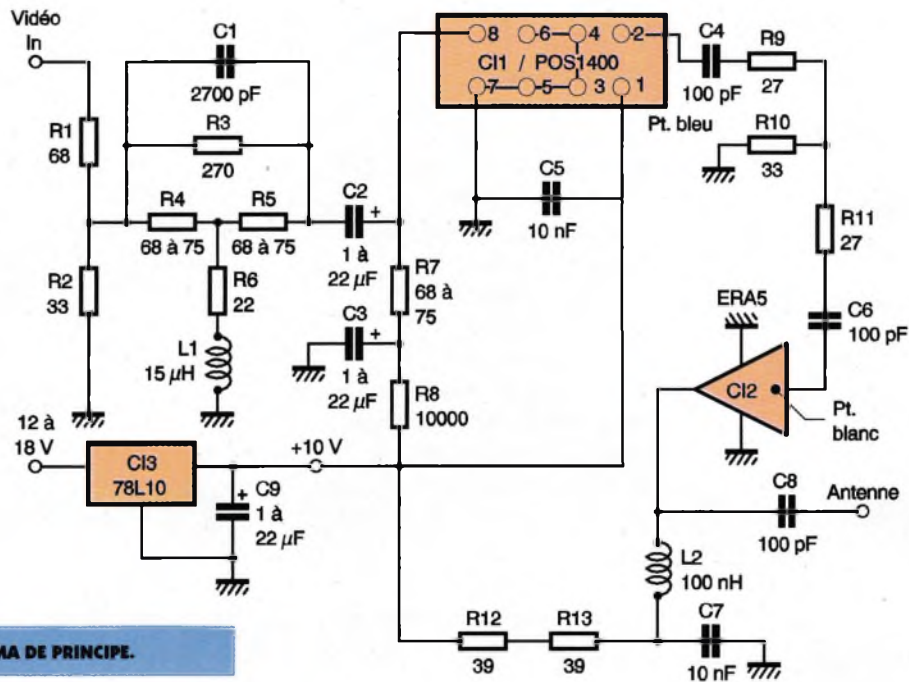 Vidéo
In
C1
2700 pF
R3
270
R1
68
R4
68 à 75
R5
68 à 75
R2
33
R6
22
L1
15 µH
C2
1 à
22 µF
C3
1 à
22 µF
R7
68 à
75
R8
10000
8 6 4 2
CI1 / POS1400
7 5 3 1
Pt. bleu
C4
100 pF
R9
27
R10
33
C5
10 nF
R11
27
C6
100 pF
ERA5
CI2
Pt.
blanc
C8
100 pF
Antenne
L2
100 nH
C7
10 nF
R12
39
R13
39
12 à
18 V
CI3
78L10
+10 V
C9
1 à
22 µF
MA DE PRINCIPE.